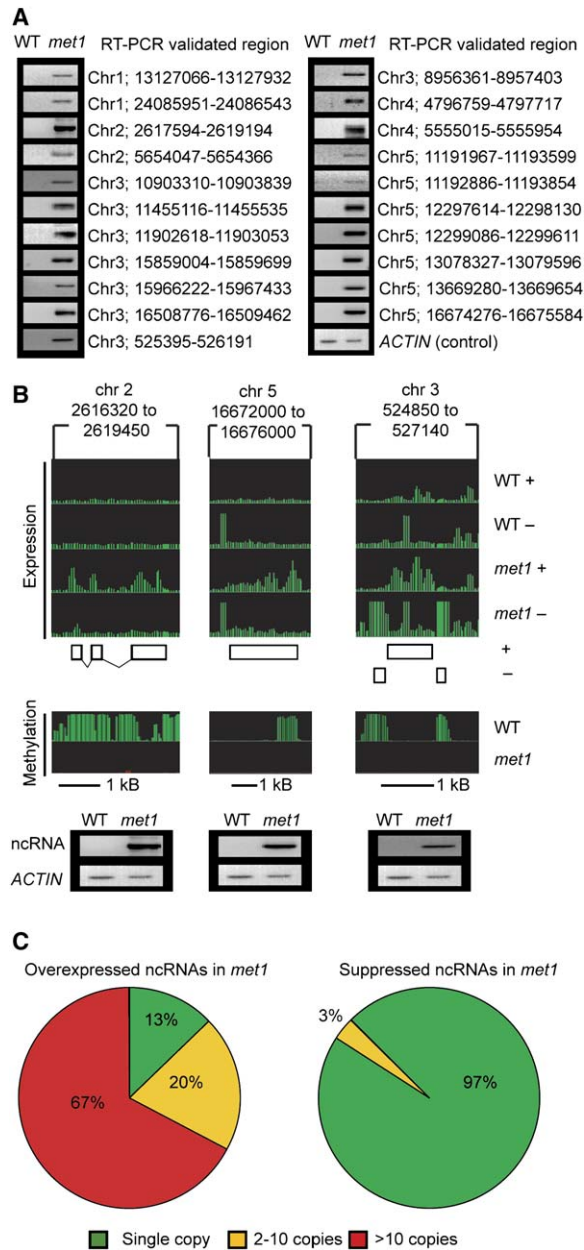 A
WT met1 RT-PCR validated region
Chr1; 13127066-13127932
Chr1; 24085951-24086543
Chr2; 2617594-2619194
Chr2; 5654047-5654366
Chr3; 10903310-10903839
Chr3; 11455116-11455535
Chr3; 11902618-11903053
Chr3; 15859004-15859699
Chr3; 15966222-15967433
Chr3; 16508776-16509462
Chr3; 525395-526191
WT met1 RT-PCR validated region
Chr3; 8956361-8957403
Chr4; 4796759-4797717
Chr4; 5555015-5555954
Chr5; 11191967-11193599
Chr5; 11192886-11193854
Chr5; 12297614-12298130
Chr5; 12299086-12299611
Chr5; 13078327-13079596
Chr5; 13669280-13669654
Chr5; 16674276-16675584
ACTIN (control)
B
chr 2
2616320 to
2619450
chr 5
16672000 to
16676000
chr 3
524850 to
527140
Expression
WT +
WT –
met1 +
met1 –
+
–
Methylation
WT
met1
1 kB
1 kB
1 kB
WT met1
WT met1
WT met1
ncRNA
ACTIN
C
Overexpressed ncRNAs in met1
13%
20%
67%
Suppressed ncRNAs in met1
3%
97%
Single copy
2-10 copies
>10 copies